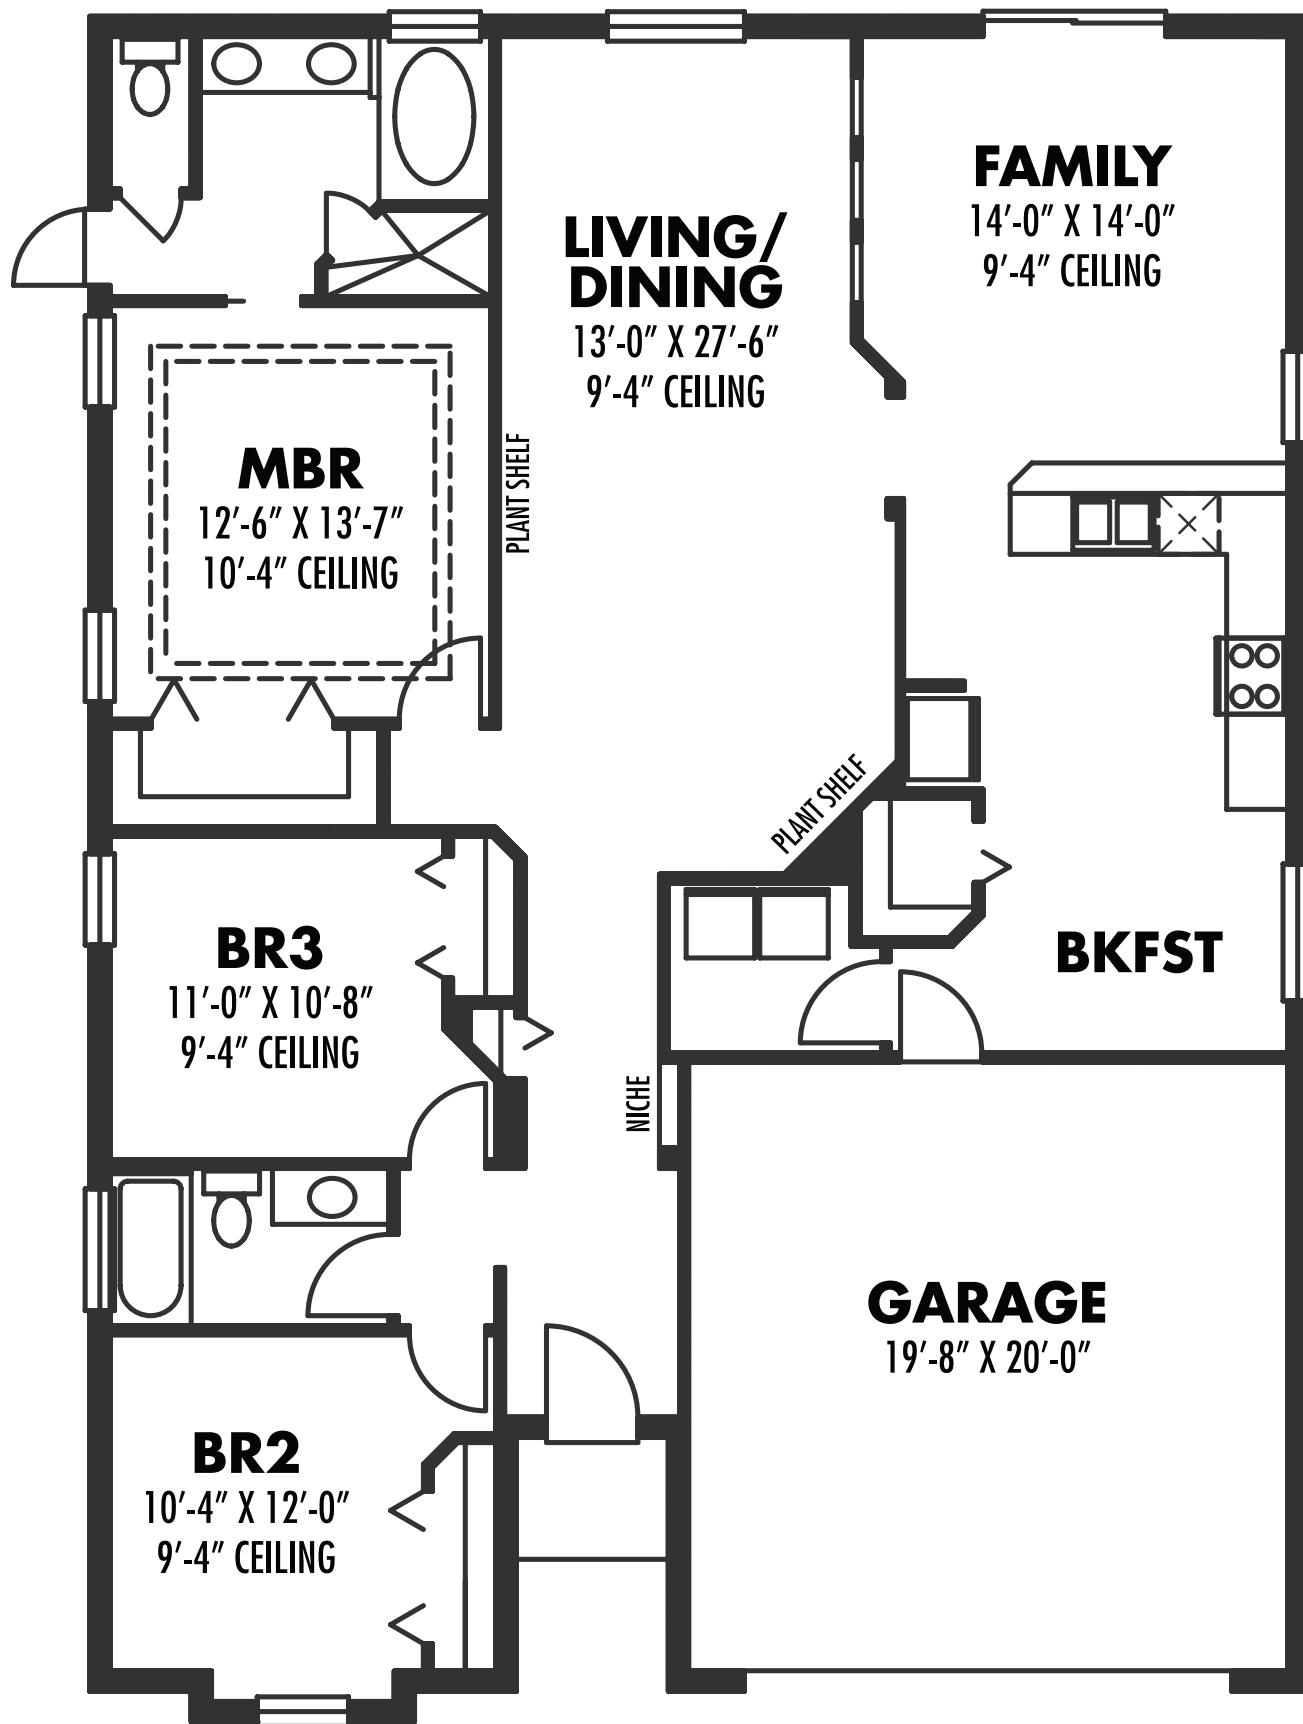 FAMILY
14'-0" X 14'-0"
9'-4" CEILING
LIVING/
DINING
13'-0" X 27'-6"
9'-4" CEILING
MBR
12'-6" X 13'-7"
10'-4" CEILING
PLANT SHELF
PLANT SHELF
BR3
11'-0" X 10'-8"
9'-4" CEILING
BKFST
NICHE
GARAGE
19'-8" X 20'-0"
BR2
10'-4" X 12'-0"
9'-4" CEILING